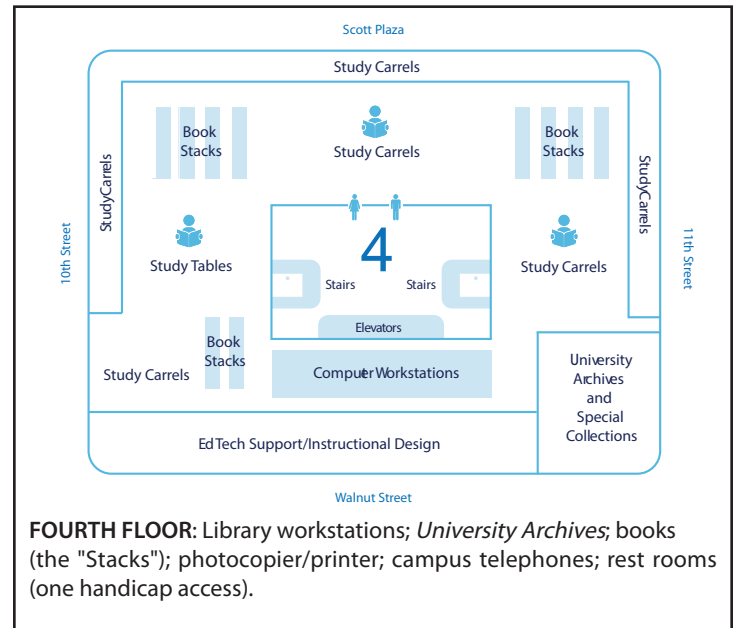 Scott Plaza
Study Carrels
Book
Stacks
Study Carrels
Book
Stacks
StudyCarrels
StudyCarrels
10th Street
11th Street
Study Tables
4
Stairs
Stairs
Study Carrels
Elevators
Book
Stacks
Study Carrels
Computer Workstations
University
Archives
and
Special
Collections
EdTech Support/Instructional Design
Walnut Street
FOURTH FLOOR: Library workstations; University Archives; books
(the "Stacks"); photocopier/printer; campus telephones; rest rooms
(one handicap access).